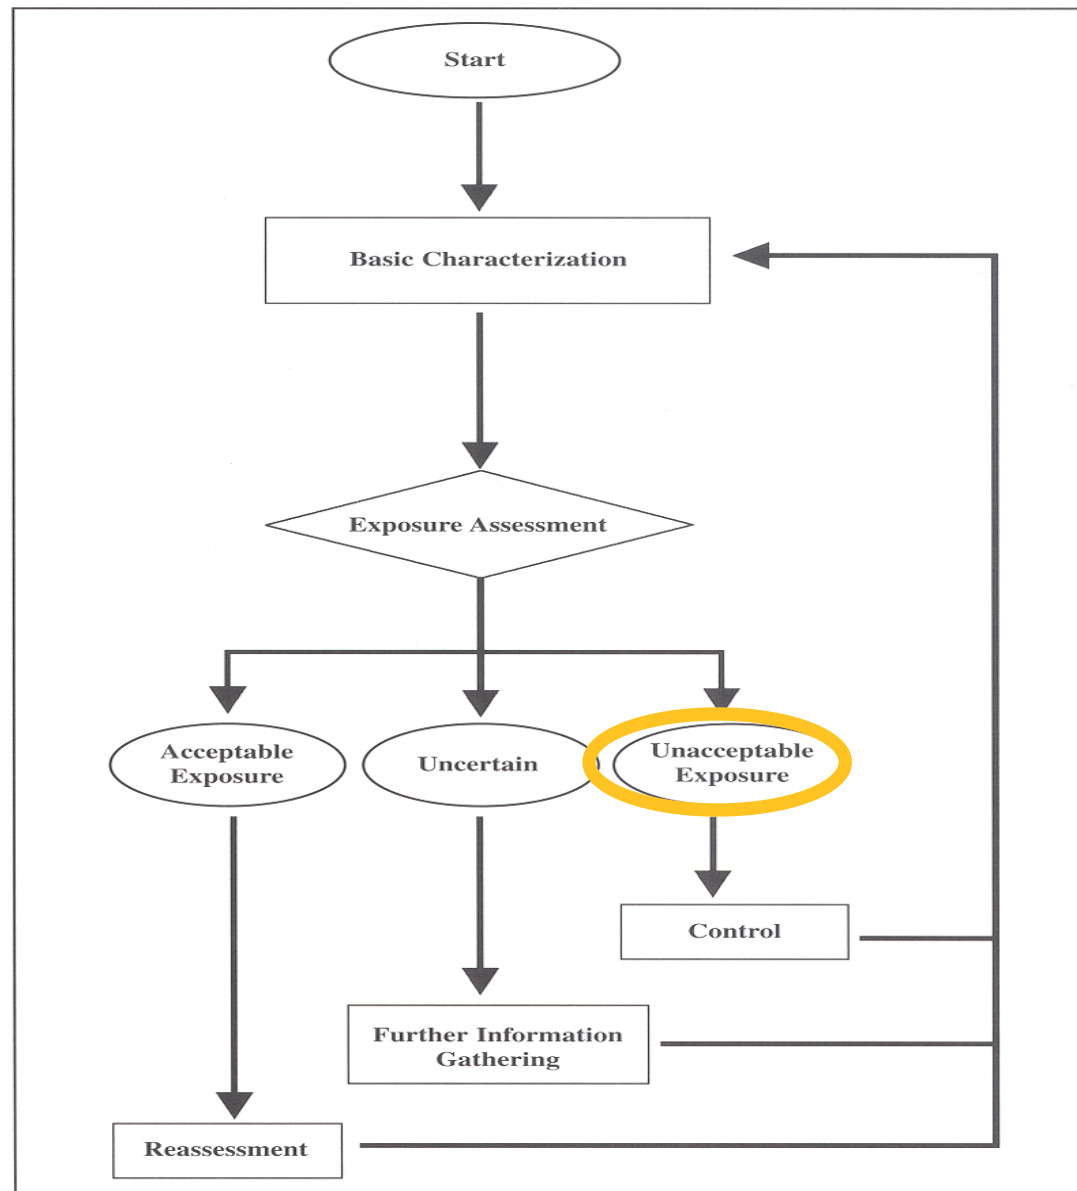 Start
Basic Characterization
Exposure Assessment
Acceptable
Exposure
Uncertain
Unacceptable
Exposure
Control
Further Information
Gathering
Reassessment